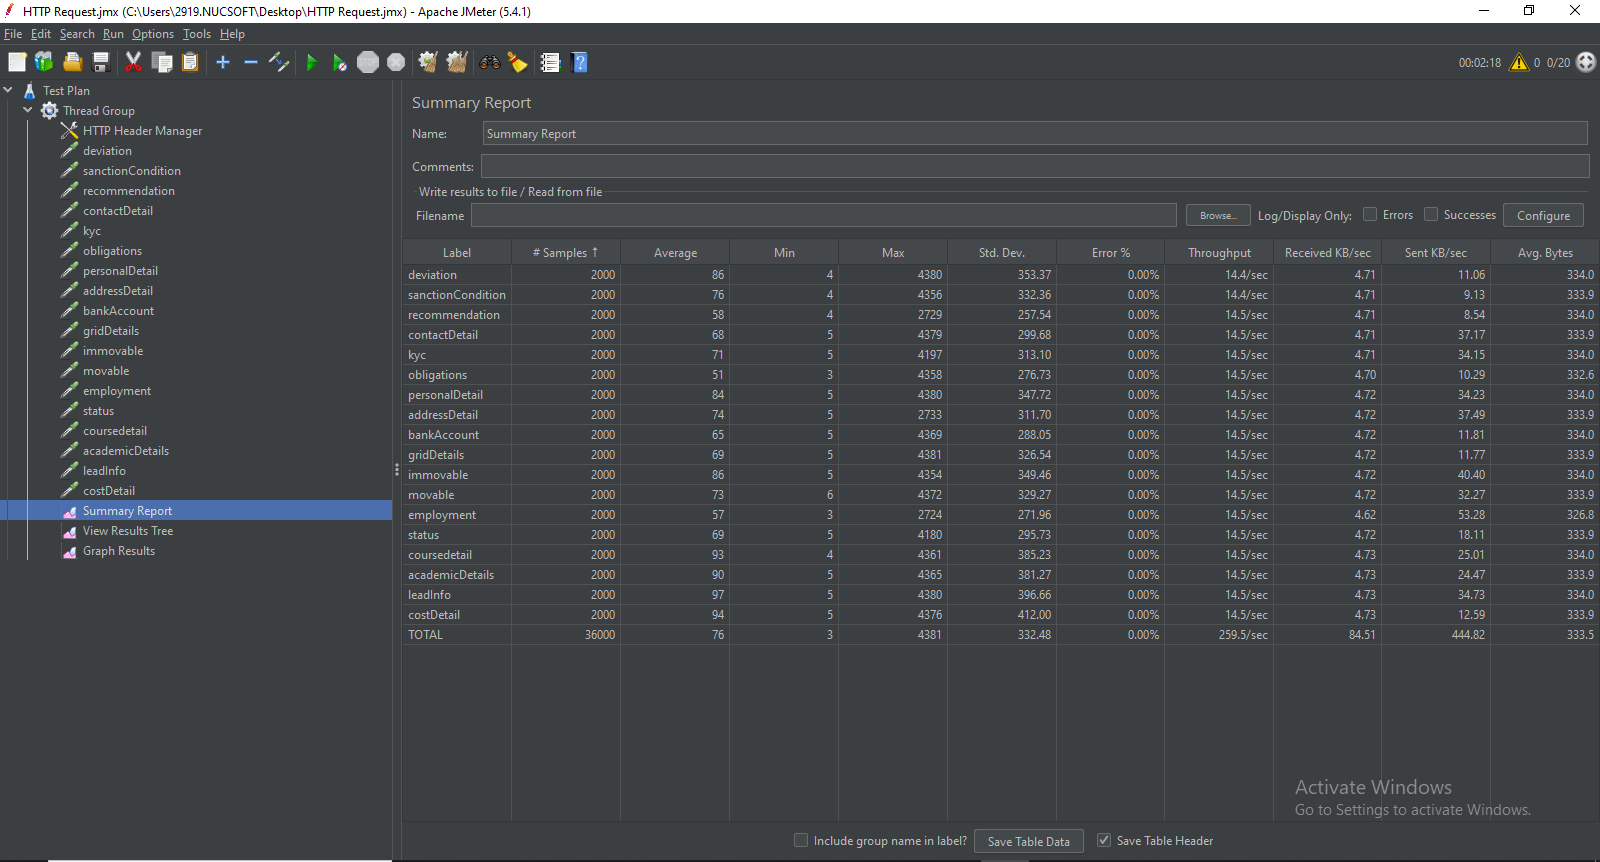 HTTP Request.jmx (C:\Users\2919.NUCSOFT\Desktop\HTTP Request.jmx) - Apache JMeter (5.4.1)
File Edit Search Run Options Tools Help
STOP
00:02:18 0 0/20
Test Plan
Thread Group
HTTP Header Manager
deviation
sanctionCondition
recommendation
contactDetail
kyc
obligations
personalDetail
addressDetail
bankAccount
gridDetails
immovable
movable
employment
status
coursedetail
academicDetails
leadInfo
costDetail
Summary Report
View Results Tree
Graph Results
Summary Report
Name: Summary Report
Comments:
Write results to file / Read from file
Filename Browse... Log/Display Only: Errors Successes Configure
Label # Samples ↑ Average Min Max Std. Dev. Error % Throughput Received KB/sec Sent KB/sec Avg. Bytes
deviation 2000 86 4 4380 353.37 0.00% 14.4/sec 4.71 11.06 334.0
sanctionCondition 2000 76 4 4356 332.36 0.00% 14.4/sec 4.71 9.13 333.9
recommendation 2000 58 4 2729 257.54 0.00% 14.5/sec 4.71 8.54 334.0
contactDetail 2000 68 5 4379 299.68 0.00% 14.5/sec 4.71 37.17 333.9
kyc 2000 71 5 4197 313.10 0.00% 14.5/sec 4.71 34.15 334.0
obligations 2000 51 3 4358 276.73 0.00% 14.5/sec 4.70 10.29 332.6
personalDetail 2000 84 5 4380 347.72 0.00% 14.5/sec 4.72 34.23 334.0
addressDetail 2000 74 5 2733 311.70 0.00% 14.5/sec 4.72 37.49 333.9
bankAccount 2000 65 5 4369 288.05 0.00% 14.5/sec 4.72 11.81 334.0
gridDetails 2000 69 5 4381 326.54 0.00% 14.5/sec 4.72 11.77 333.9
immovable 2000 86 5 4354 349.46 0.00% 14.5/sec 4.72 40.40 334.0
movable 2000 73 6 4372 329.27 0.00% 14.5/sec 4.72 32.27 333.9
employment 2000 57 3 2724 271.96 0.00% 14.5/sec 4.62 53.28 326.8
status 2000 69 5 4180 295.73 0.00% 14.5/sec 4.72 18.11 333.9
coursedetail 2000 93 4 4361 385.23 0.00% 14.5/sec 4.73 25.01 334.0
academicDetails 2000 90 5 4365 381.27 0.00% 14.5/sec 4.73 24.47 333.9
leadInfo 2000 97 5 4380 396.66 0.00% 14.5/sec 4.73 34.73 334.0
costDetail 2000 94 5 4376 412.00 0.00% 14.5/sec 4.73 12.59 333.9
TOTAL 36000 76 3 4381 332.48 0.00% 259.5/sec 84.51 444.82 333.5
Activate Windows
Go to Settings to activate Windows.
Include group name in label? Save Table Data Save Table Header